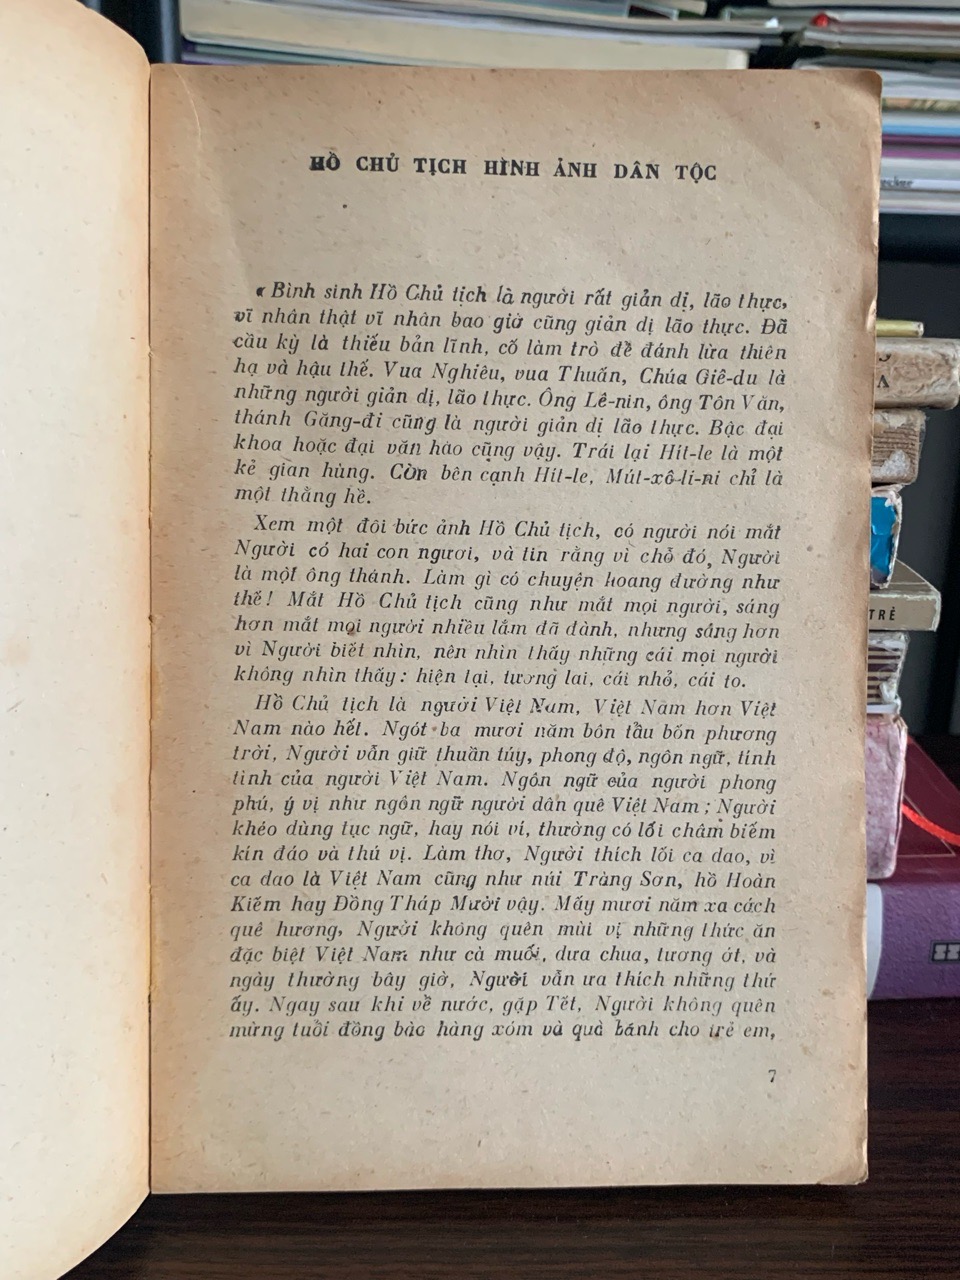 HỒ CHỦ TỊCH HÌNH ẢNH DÂN TỘC
« Bình sinh Hồ Chủ tịch là người rất giản dị, lão thực,
vĩ nhân thật vĩ nhân bao giờ cũng giản dị lão thực. Đã
cầu kỳ là thiếu bản lĩnh, cố làm trò để đánh lừa thiên
hạ và hậu thế. Vua Nghiêu, vua Thuấn, Chúa Giê-du là
những người giản dị, lão thực. Ông Lê-nin, ông Tôn Văn,
thánh Găng-đi cũng là người giản dị lão thực. Bậc đại
khoa hoặc đại văn hào cũng vậy. Trái lại Hít-le là một
kẻ gian hùng. Còn bên cạnh Hít-le, Mút-xô-li-ni chỉ là
một thằng hề.
Xem một đôi bức ảnh Hồ Chủ tịch, có người nói mắt
Người có hai con ngươi, và tin rằng vì chỗ đó, Người
là một ông thánh. Làm gì có chuyện hoang đường như
thế! Mắt Hồ Chủ tịch cũng như mắt mọi người, sáng
hơn mắt mọi người nhiều lắm đã đành, nhưng sáng hơn
vì Người biết nhìn, nên nhìn thấy những cái mọi người
không nhìn thấy : hiện tại, tương lai, cái nhỏ, cái to.
Hồ Chủ tịch là người Việt Nam, Việt Nam hơn Việt
Nam nào hết. Ngót ba mươi năm bôn tẩu bốn phương
trời, Người vẫn giữ thuần túy, phong độ, ngôn ngữ, tính
tình của người Việt Nam. Ngôn ngữ của người phong
phú, ý vị như ngôn ngữ người dân quê Việt Nam ; Người
khéo dùng tục ngữ, hay nói ví, thường có lối châm biếm
kín đáo và thú vị. Làm thơ, Người thích lối ca dao, vì
ca dao là Việt Nam cũng như núi Tràng Sơn, hồ Hoàn
Kiếm hay Đồng Tháp Mười vậy. Mấy mươi năm xa cách
quê hương, Người không quên mùi vị những thức ăn
đặc biệt Việt Nam như cà muối, dưa chua, tương ớt, và
ngày thường bây giờ, Người vẫn ưa thích những thứ
ấy. Ngay sau khi về nước, gặp Tết, Người không quên
mừng tuổi đồng bào hàng xóm và quà bánh cho trẻ em,
7
TRẺ